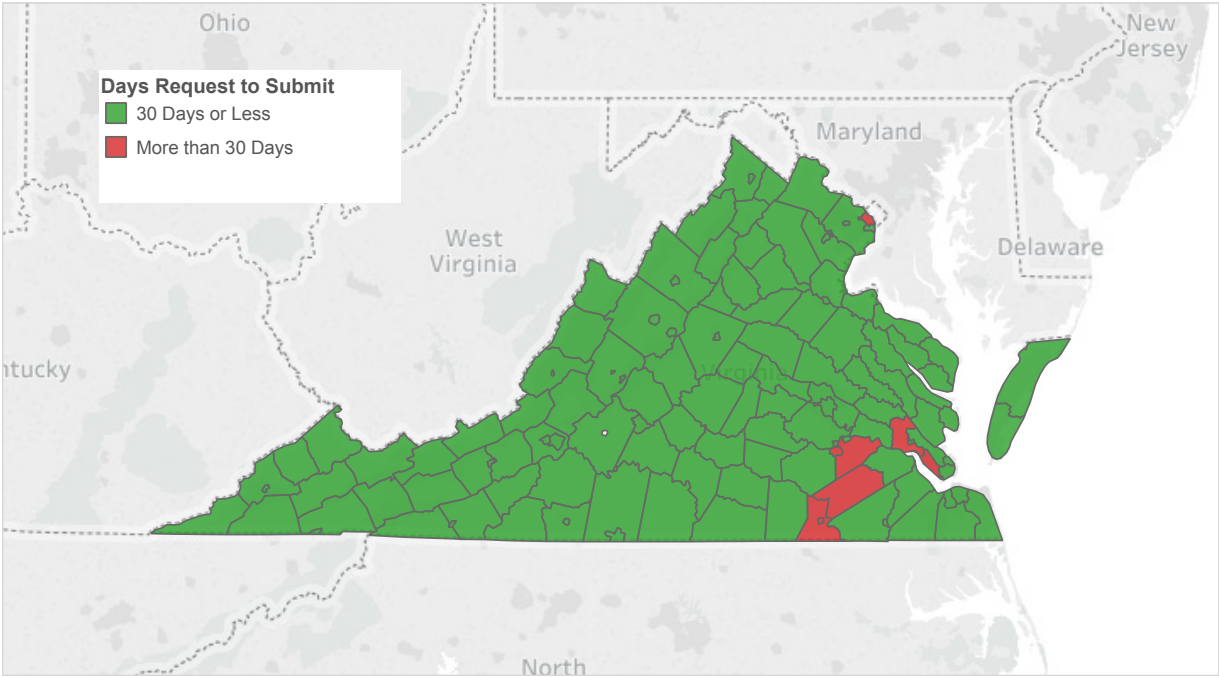 Ohio
New
Jersey
Days Request to Submit
30 Days or Less
More than 30 Days
Maryland
West
Virginia
Delaware
ntucky
Virginia
North